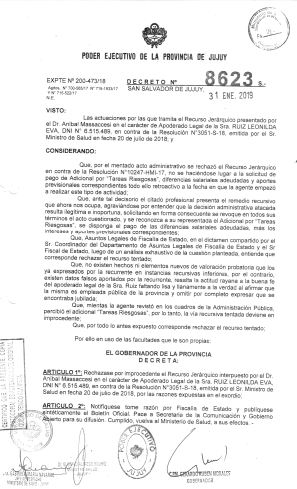 PODER EJECUTIVO DE LA PROVINCIA DE JUJUY
EXPTE Nº 200-473/18
DECRETO Nº 8623 S.-
Agdos. Nº 700-565/17 Nº 716-1633/17
Y Nº 716-522/17
SAN SALVADOR DE JUJUY,
31 ENE. 2019
VISTO:
Las actuaciones por las que tramita el Recurso Jerárquico presentado por
el Dr. Aníbal Massaccesi en el carácter de Apoderado Legal de la Sra. RUIZ LEONILDA
EVA, DNI Nº 6.515.489, en contra de la Resolución Nº3051-S-18, emitida por el Sr.
Ministro de Salud en fecha 20 de julio de 2018; y
CONSIDERANDO:
Que, por el mentado acto administrativo se rechazó el Recurso Jerárquico
en contra de la Resolución Nº10247-HMI-17, no haciéndose lugar a la solicitud de
pago de Adicional por "Tareas Riesgosas", diferencias salariales adeudadas y aportes
previsionales correspondientes todo ello retroactivo a la fecha en que la agente empezó
a realizar este tipo de actividad;
Que, ante tal decisión el citado profesional presenta el remedio recursivo
que ahora nos ocupa, agraviándose por entender que la decisión administrativa atacada
resulta ilegítima e inoportuna, solicitando en forma consecuente se revoque en todos sus
términos el acto cuestionado, y se reconozca a su representada el Adicional de "Tareas
Riesgosas", se disponga el pago de las diferencias salariales adeudadas, más los
intereses y aportes previsionales correspondientes;
Que, Asuntos Legales de Fiscalía de Estado, en dictamen compartido por el
Sr. Coordinador del Departamento de Asuntos Legales de Fiscalía de Estado y el Sr
Fiscal de Estado, luego de un análisis exhaustivo de la cuestión planteada, entiende que
corresponde rechazar el recurso tentado;
Que, no existen hechos ni elementos nuevos de valoración probatoria que los
ya expresados por la recurrente en instancias recursivas inferiores, por el contrario,
existen datos falsos aportados por la recurrente, resalta la actitud rayana a la buena fe
del apoderado legal de la Sra. Ruiz faltando lisa y llanamente a la verdad al afirmar que
la misma es empleada pública de la provincia y omitir por completo expresar que se
encontraba jubilada;
Que, mientras la agente revistó en los cuadros de la Administración Pública,
percibió el adicional "Tareas Riesgosas", por lo tanto, la vía recursiva tentada deviene en
improcedente;
Que, por todo lo antes expuesto corresponde rechazar el recurso tentado;
Por ello en uso de las facultades que le son propias;
EL GOBERNADOR DE LA PROVINCIA
DECRETA:
ARTÍCULO 1º: Rechazase por improcedente el Recurso Jerárquico interpuesto por el Dr.
Aníbal Massaccesi en el carácter de Apoderado Legal de la Sra. RUIZ LEONILDA EVA,
DNI Nº 6.515.489, en contra de la Resolución Nº 3051-S-18, emitida por el Sr. Ministro
de Salud en fecha 20 de julio de 2018, por las razones expuestas en el exordio;
ARTÍCULO 2º: Notifíquese tome razón por Fiscalía de Estado y publíquese
sintéticamente el Boletín Oficial. Pase a Secretaría de la Comunicación y Gobierno
Abierto para su difusión. Cumplido, vuelva al Ministerio de Salud, a sus efectos.-
PODER EJECUTIVO
JUJUY
C.P.N. GERARDO RUBEN MORALES
GOBERNADOR